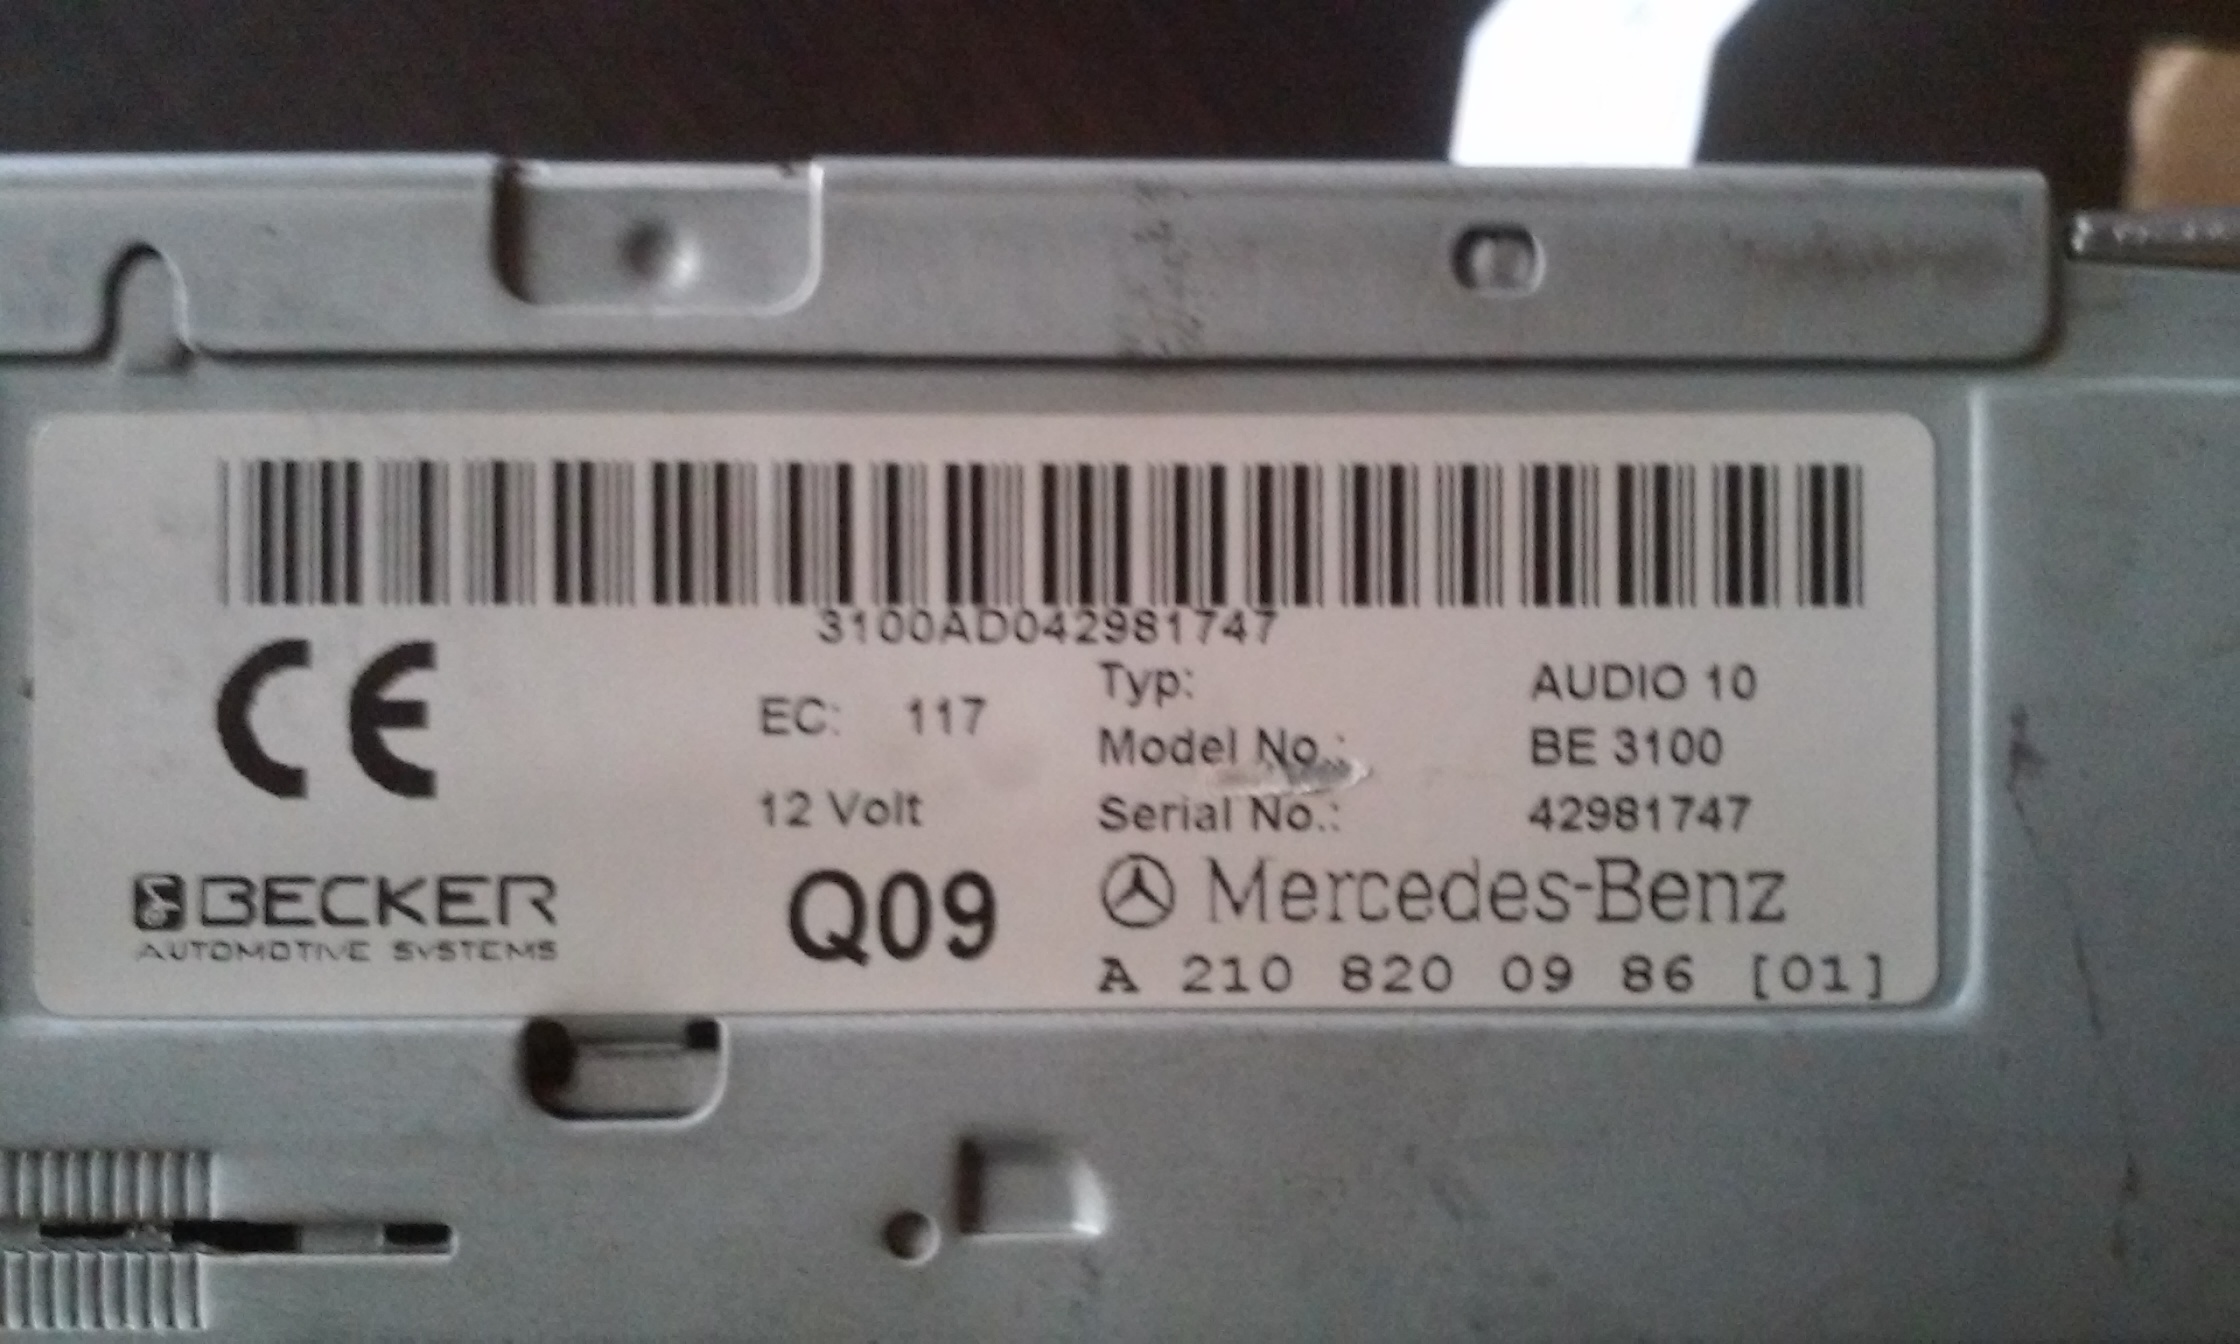 3100AD042981747
CE
EC: 117
12 Volt
Typ: AUDIO 10
Model No.: BE 3100
Serial No.: 42981747
BECKER
AUTOMOTIVE SYSTEMS
Q09
Mercedes-Benz
A 210 820 09 86 [01]